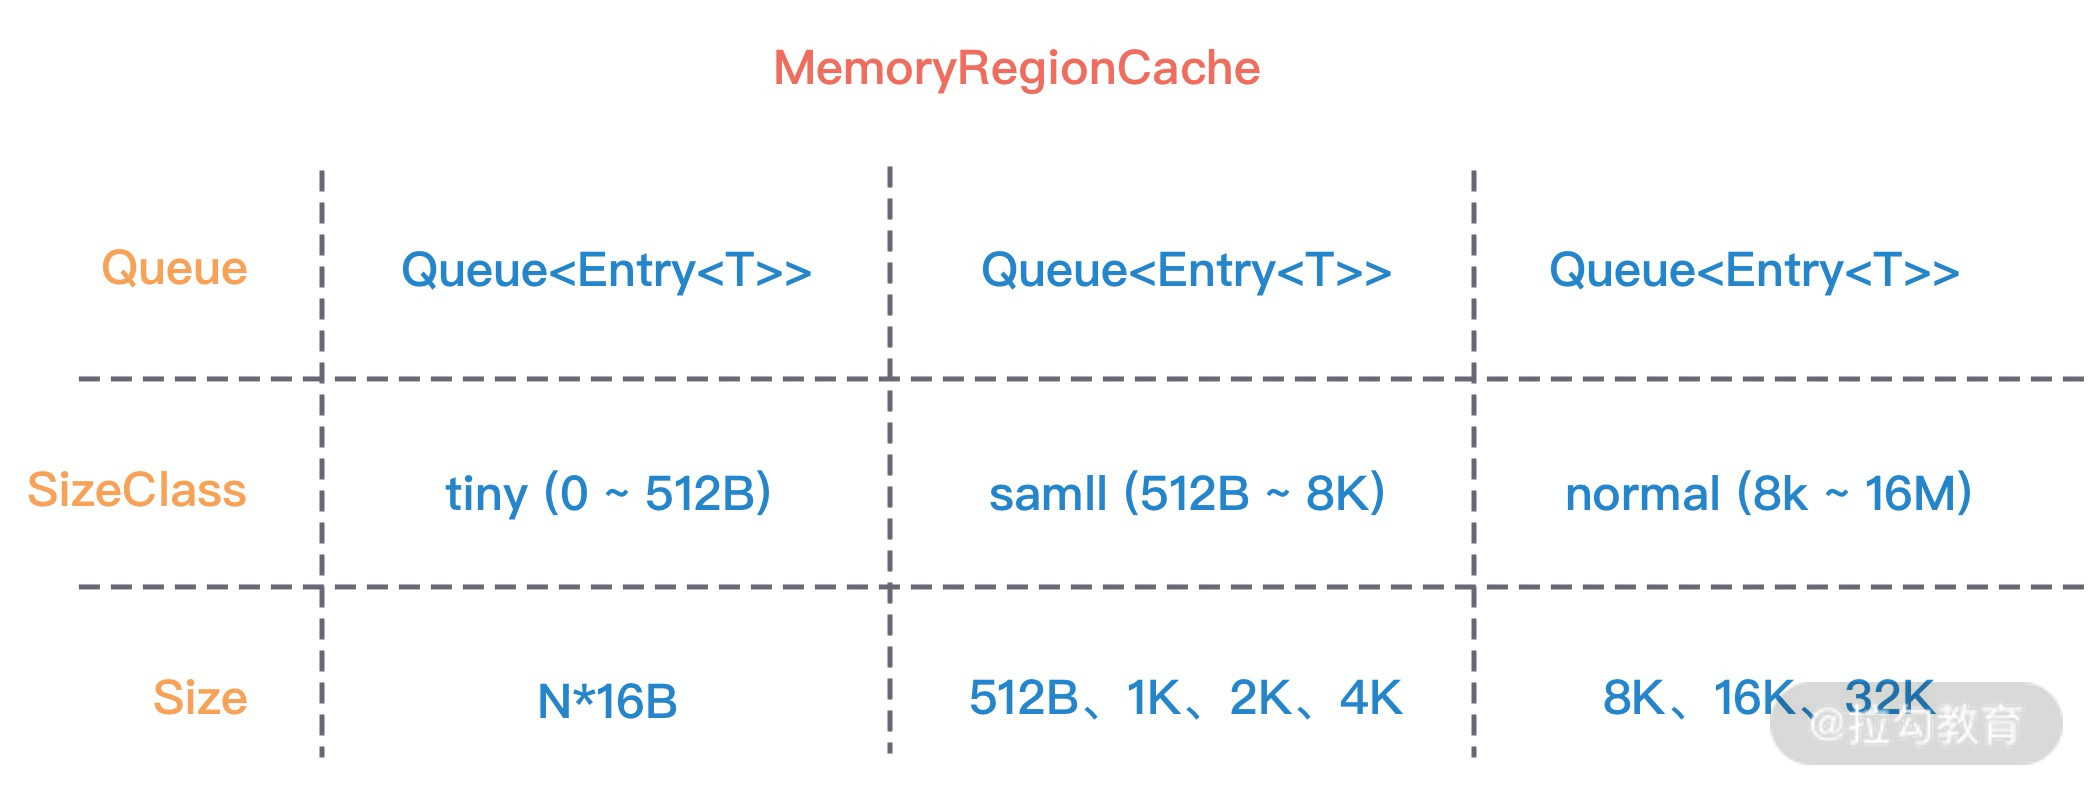 MemoryRegionCache
Queue Queue<Entry<T>> Queue<Entry<T>> Queue<Entry<T>>
SizeClass tiny (0 ~ 512B) samll (512B ~ 8K) normal (8k ~ 16M)
Size N*16B 512B、1K、2K、4K 8K、16K、32K
@拉勾教育